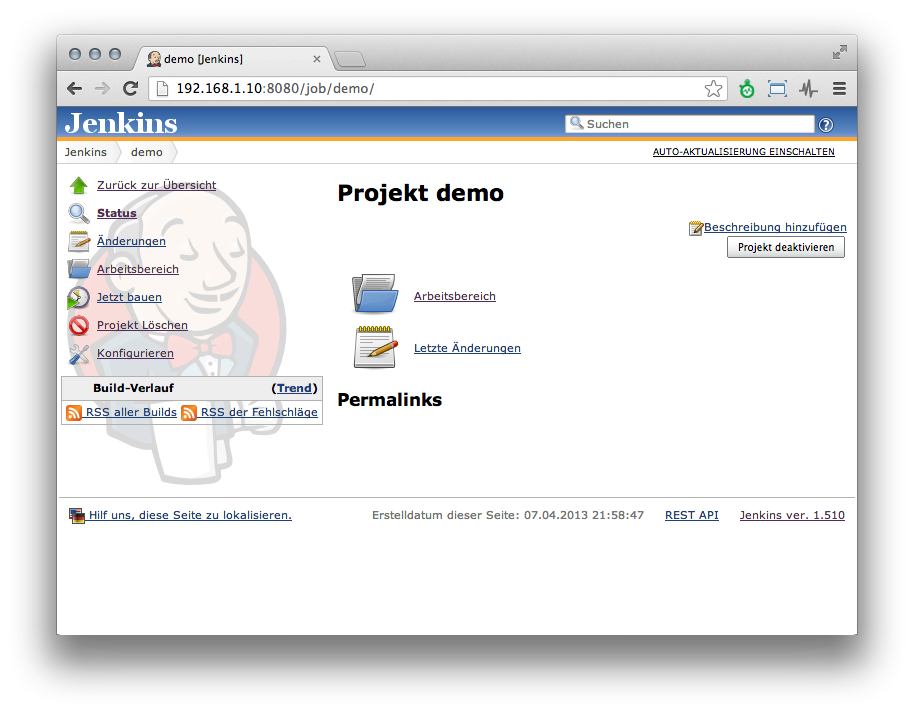 demo [Jenkins]
192.168.1.10:8080/job/demo/
Jenkins
Suchen
Jenkins demo
AUTO-AKTUALISIERUNG EINSCHALTEN
Zurück zur Übersicht
Status
Änderungen
Arbeitsbereich
Jetzt bauen
Projekt Löschen
Konfigurieren
Build-Verlauf (Trend)
RSS aller Builds RSS der Fehlschläge
Projekt demo
Beschreibung hinzufügen
Projekt deaktivieren
Arbeitsbereich
Letzte Änderungen
Permalinks
Hilf uns, diese Seite zu lokalisieren. Erstelldatum dieser Seite: 07.04.2013 21:58:47 REST API Jenkins ver. 1.510